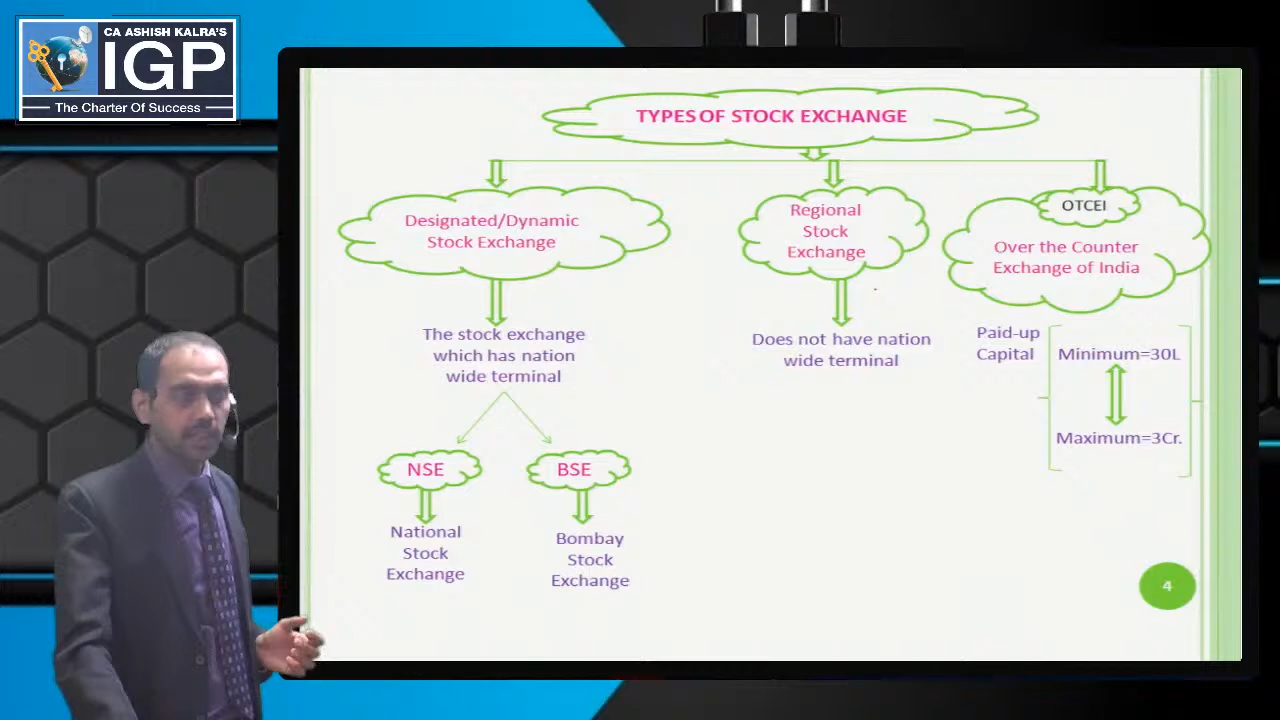 CA ASHISH KALRA'S
IGP
The Charter Of Success
TYPES OF STOCK EXCHANGE
Designated/Dynamic
Stock Exchange
The stock exchange
which has nation
wide terminal
NSE
National
Stock
Exchange
BSE
Bombay
Stock
Exchange
Regional
Stock
Exchange
Does not have nation
wide terminal
OTCEI
Over the Counter
Exchange of India
Paid-up
Capital
Minimum=30L
Maximum=3Cr.
4